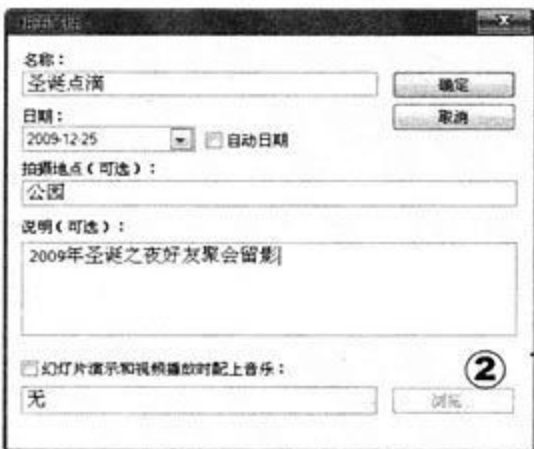 名称：
圣诞点滴
确定
日期：
取消
2009-12-25
自动日期
拍摄地点（可选）：
公园
说明（可选）：
2009年圣诞之夜好友聚会留影
幻灯片演示和视频播放时配上音乐：
②
无
浏览